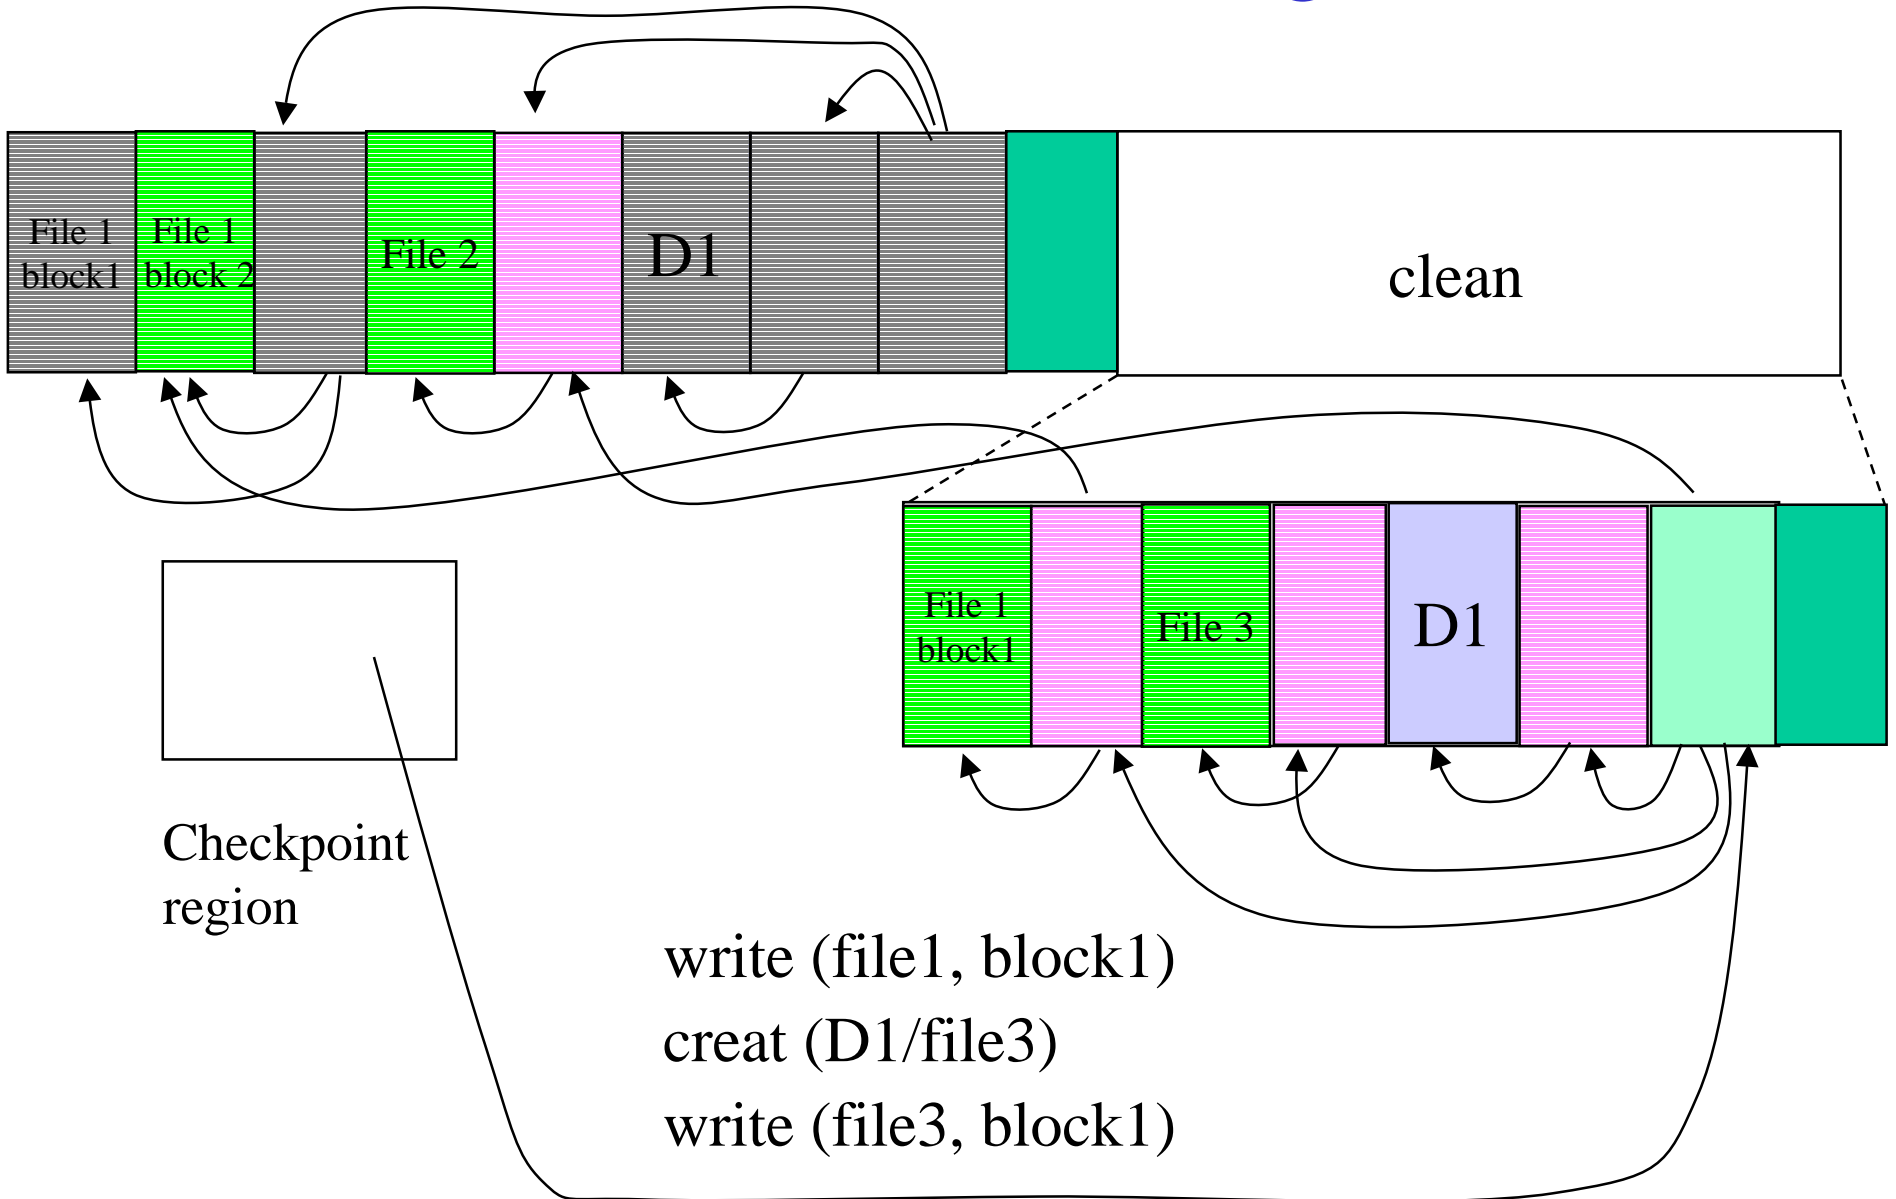 File 1
block1
File 1
block 2
File 2
D1
clean
File 1
block1
File 3
D1
Checkpoint
region
write (file1, block1)
creat (D1/file3)
write (file3, block1)